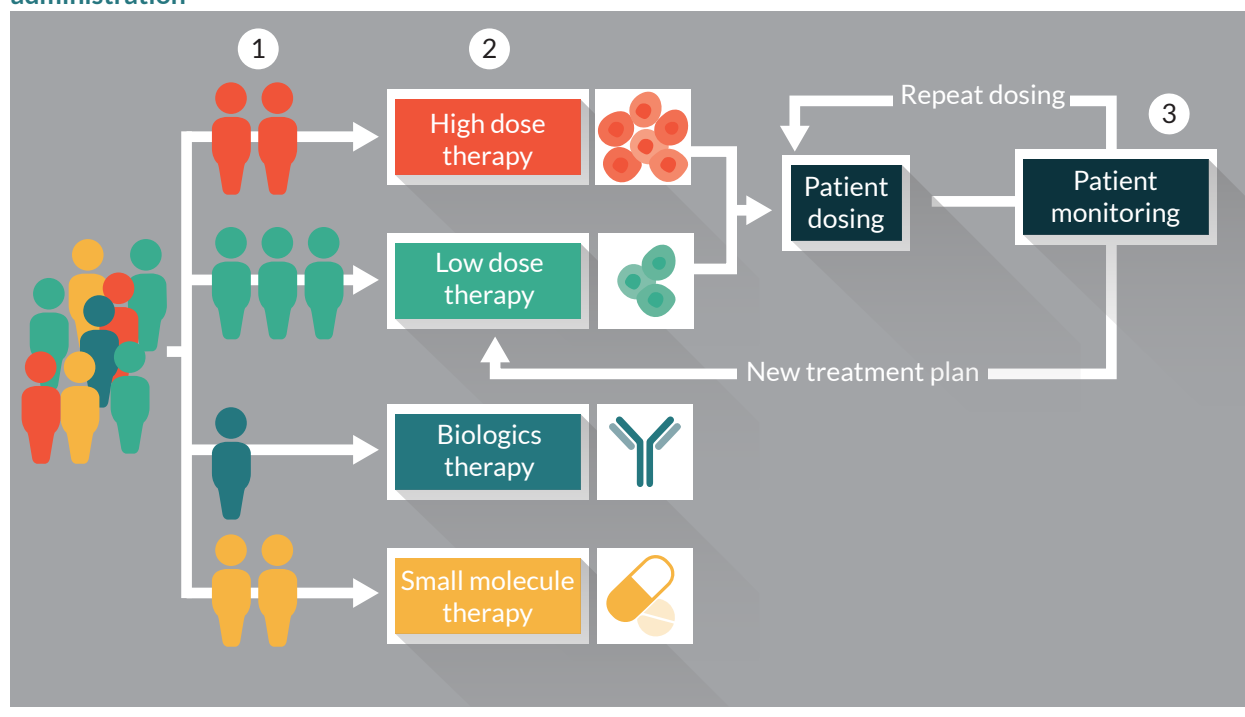 administration
1
2
3
High dose
therapy
Repeat dosing
Patient
dosing
Patient
monitoring
Low dose
therapy
New treatment plan
Biologics
therapy
Small molecule
therapy